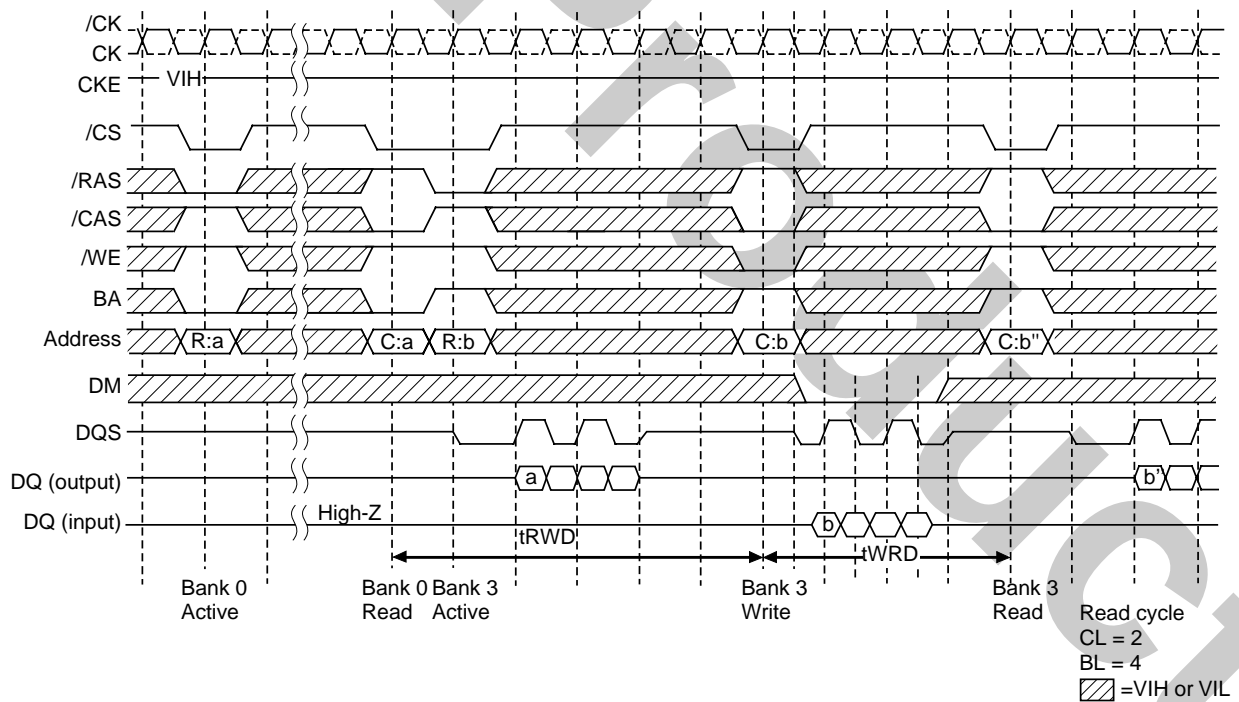 /CK
CK
CKE
VIH
/CS
/RAS
/CAS
/WE
BA
Address
R:a
C:a
R:b
C:b
C:b"
DM
DQS
DQ (output)
a
b'
DQ (input)
High-Z
b
tRWD
tWRD
Bank 0
Active
Bank 0
Read
Bank 3
Active
Bank 3
Write
Bank 3
Read
Read cycle
CL = 2
BL = 4
=VIH or VIL
roduct